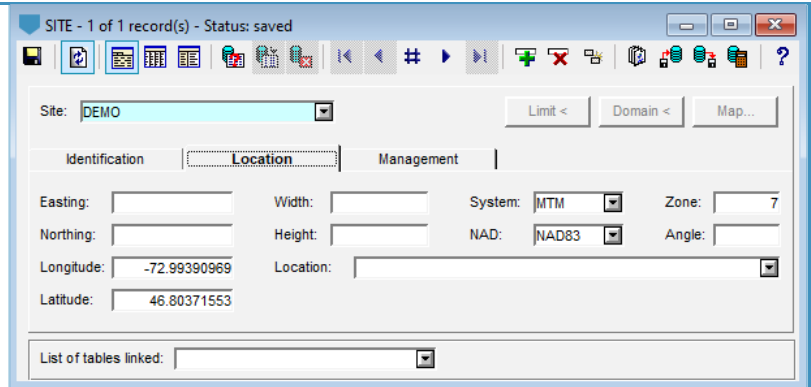 SITE - 1 of 1 record(s) - Status: saved
Site: DEMO Limit < Domain < Map...
Identification Location Management
Easting: Width: System: MTM Zone: 7
Northing: Height: NAD: NAD83 Angle:
Longitude: -72.99390969 Location:
Latitude: 46.80371553
List of tables linked: